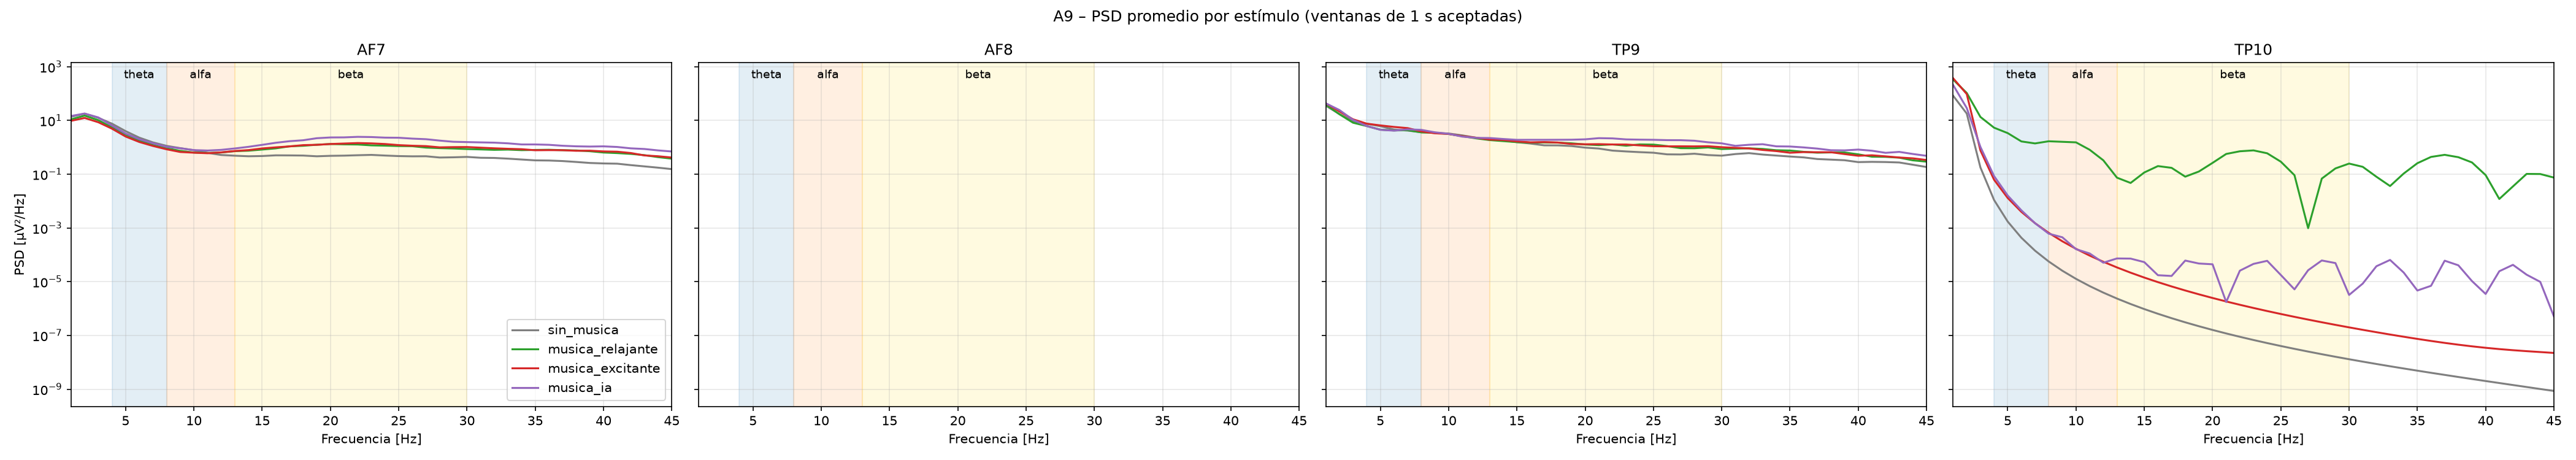 A9 – PSD promedio por estímulo (ventanas de 1 s aceptadas)
AF7
AF8
TP9
TP10
theta
alfa
beta
theta
alfa
beta
theta
alfa
beta
theta
alfa
beta
PSD [µV²/Hz]
10³
10¹
10⁻¹
10⁻³
10⁻⁵
10⁻⁷
10⁻⁹
sin_musica
musica_relajante
musica_excitante
musica_ia
5 10 15 20 25 30 35 40 45
5 10 15 20 25 30 35 40 45
5 10 15 20 25 30 35 40 45
5 10 15 20 25 30 35 40 45
Frecuencia [Hz]
Frecuencia [Hz]
Frecuencia [Hz]
Frecuencia [Hz]